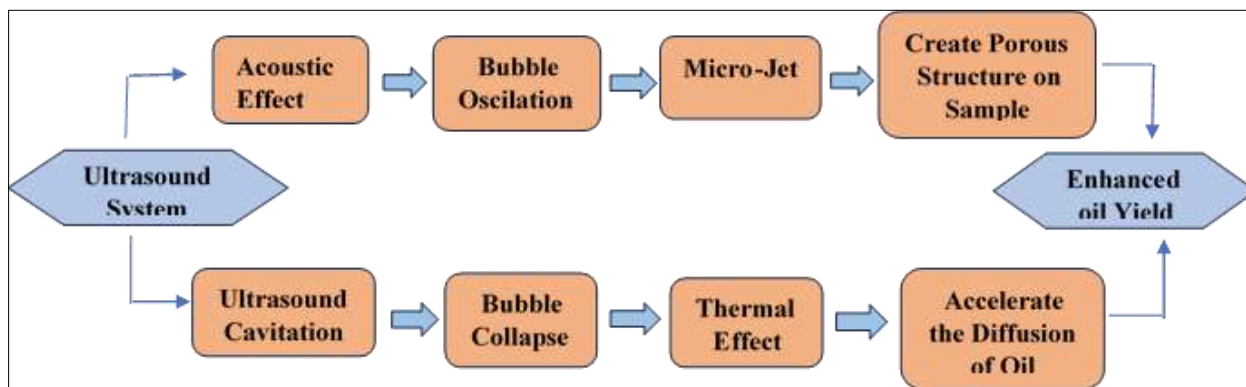 Acoustic
Effect
Bubble
Oscilation
Micro-Jet
Create Porous
Structure on
Sample
Ultrasound
System
Enhanced
oil Yield
Ultrasound
Cavitation
Bubble
Collapse
Thermal
Effect
Accelerate
the Diffusion
of Oil